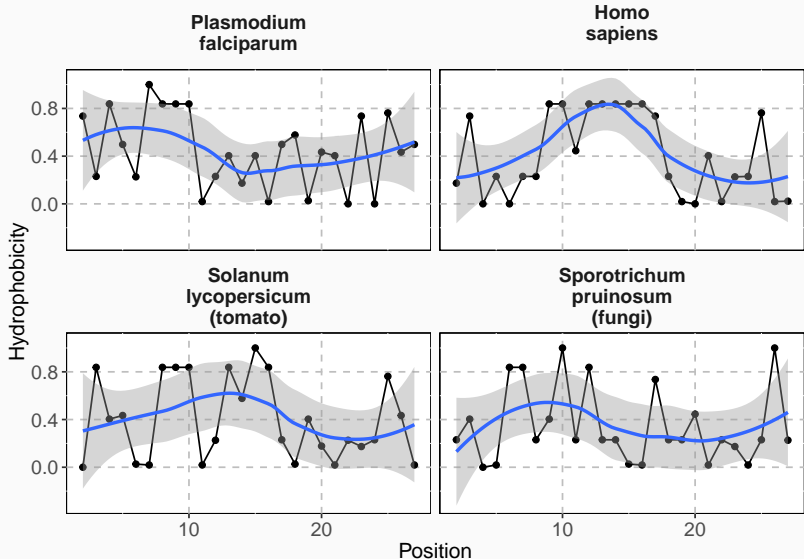 Plasmodium
falciparum
Homo
sapiens
0.8
0.4
0.0
Hydrophobicity
Solanum
lycopersicum
(tomato)
Sporotrichum
pruinosum
(fungi)
0.8
0.4
0.0
10
20
10
20
Position